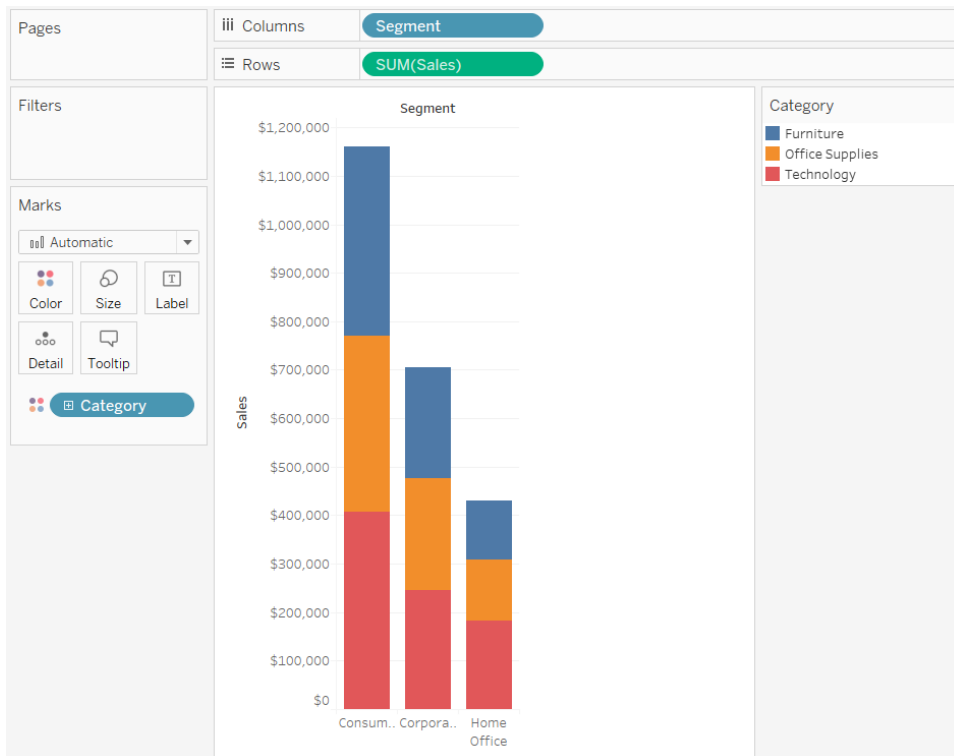 Pages
Columns
Segment
Rows
SUM(Sales)
Filters
Marks
Automatic
Color
Size
T
Label
Detail
Tooltip
Category
Segment
Sales
$1,200,000
$1,100,000
$1,000,000
$900,000
$800,000
$700,000
$600,000
$500,000
$400,000
$300,000
$200,000
$100,000
$0
Consum..
Corpora..
Home
Office
Category
Furniture
Office Supplies
Technology